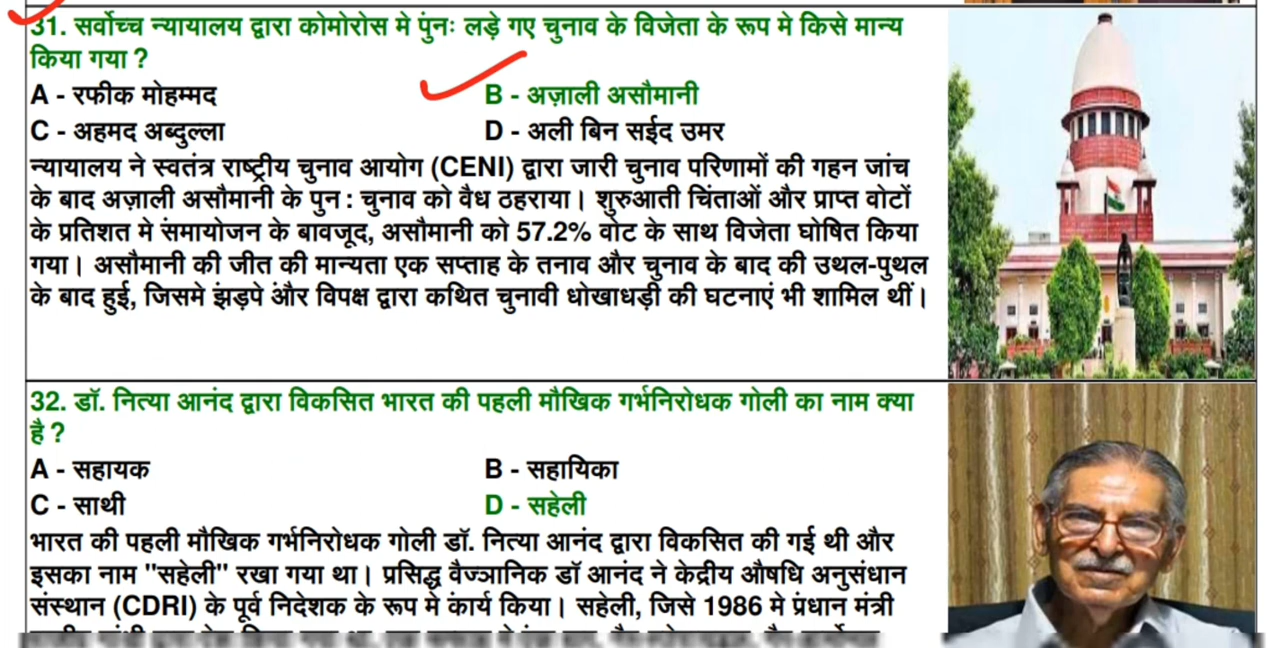 31. सर्वोच्च न्यायालय द्वारा कोमोरोस मे पुंनः लड़े गए चुनाव के विजेता के रूप मे किसे मान्य
किया गया ?
A - रफीक मोहम्मद
B - अज़ाली असौमानी
C - अहमद अब्दुल्ला
D - अली बिन सईद उमर
न्यायालय ने स्वतंत्र राष्ट्रीय चुनाव आयोग (CENI) द्वारा जारी चुनाव परिणामों की गहन जांच
के बाद अज़ाली असौमानी के पुन : चुनाव को वैध ठहराया। शुरुआती चिंताओं और प्राप्त वोटों
के प्रतिशत मे संमायोजन के बावजूद, असौमानी को 57.2% वोट के साथ विजेता घोषित किया
गया। असौमानी की जीत की मान्यता एक सप्ताह के तनाव और चुनाव के बाद की उथल-पुथल
के बाद हुई, जिसमे झंड़पे औंर विपक्ष द्वारा कथित चुनावी धोखाधड़ी की घटनाएं भी शामिल थीं।
32. डॉ. नित्या आनंद द्वारा विकसित भारत की पहली मौखिक गर्भनिरोधक गोली का नाम क्या
है ?
A - सहायक
B - सहायिका
C - साथी
D - सहेली
भारत की पहली मौखिक गर्भनिरोधक गोली डॉ. नित्या आनंद द्वारा विकसित की गई थी और
इसका नाम "सहेली" रखा गया था। प्रसिद्ध वैज्ञानिक डॉ आनंद ने केंद्रीय औषधि अनुसंधान
संस्थान (CDRI) के पूर्व निदेशक के रूप मे कंार्य किया। सहेली, जिसे 1986 मे प्रंधान मंत्री